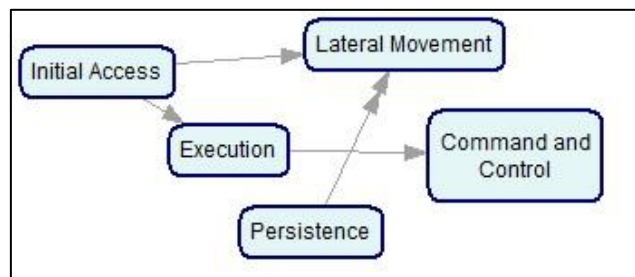 Lateral Movement
Initial Access
Execution
Command and
Control
Persistence